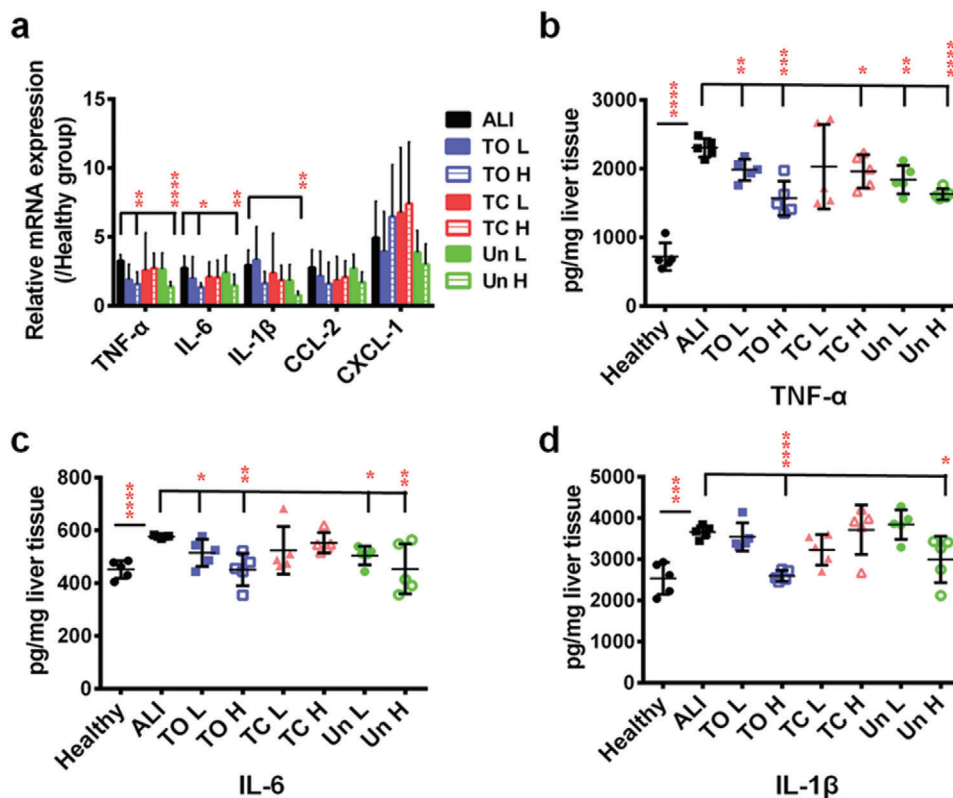 a
Relative mRNA expression
(/Healthy group)
15
10
5
0
** **** * ** **
TNF-α IL-6 IL-1β CCL-2 CXCL-1
ALI
TO L
TO H
TC L
TC H
Un L
Un H
b
pg/mg liver tissue
3000
2000
1000
0
**** ** *** * ** ****
Healthy ALI TO L TO H TC L TC H Un L Un H
TNF-α
c
pg/mg liver tissue
800
600
400
200
0
**** * ** * **
Healthy ALI TO L TO H TC L TC H Un L Un H
IL-6
d
pg/mg liver tissue
5000
4000
3000
2000
1000
0
*** **** *
Healthy ALI TO L TO H TC L TC H Un L Un H
IL-1β